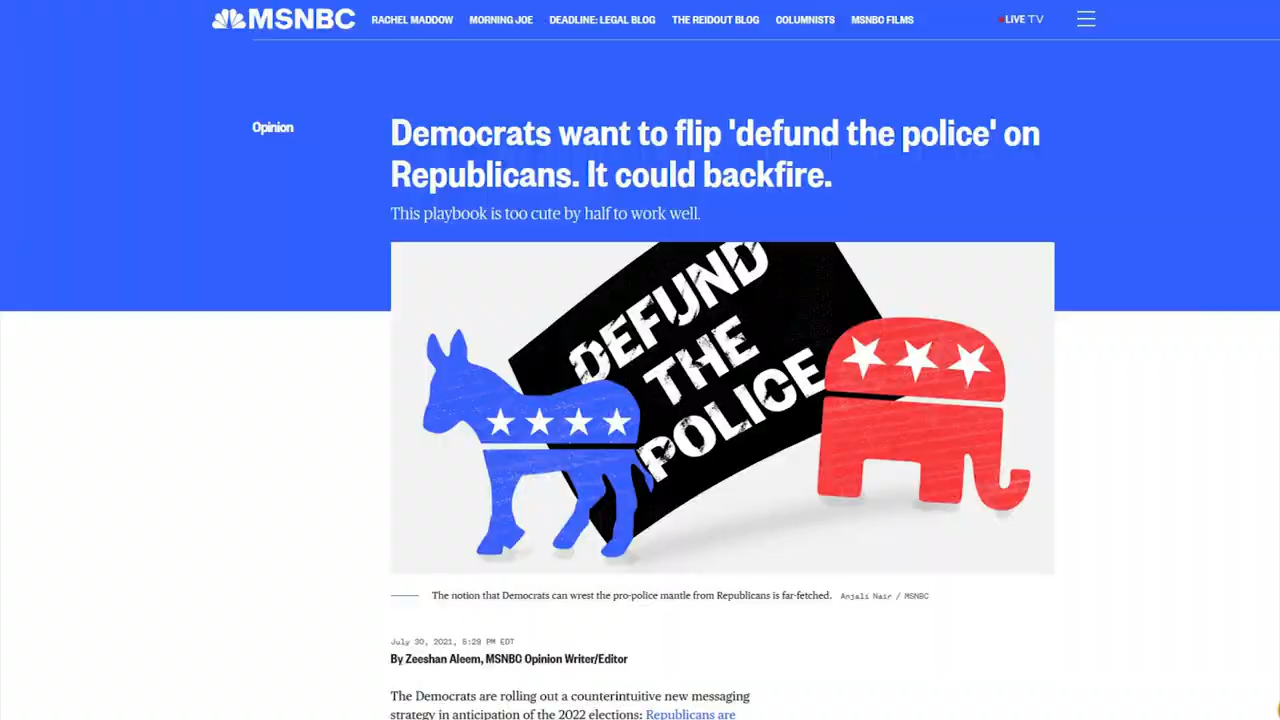 MSNBC RACHEL MADDOW MORNING JOE DEADLINE: LEGAL BLOG THE REIDOUT BLOG COLUMNISTS MSNBC FILMS LIVE TV
Opinion
Democrats want to flip 'defund the police' on
Republicans. It could backfire.
This playbook is too cute by half to work well.
DEFUND
THE
POLICE
The notion that Democrats can wrest the pro-police mantle from Republicans is far-fetched. Anjali Nair / MSNBC
July 30, 2021, 5:29 PM EDT
By Zeeshan Aleem, MSNBC Opinion Writer/Editor
The Democrats are rolling out a counterintuitive new messaging
strategy in anticipation of the 2022 elections: Republicans are